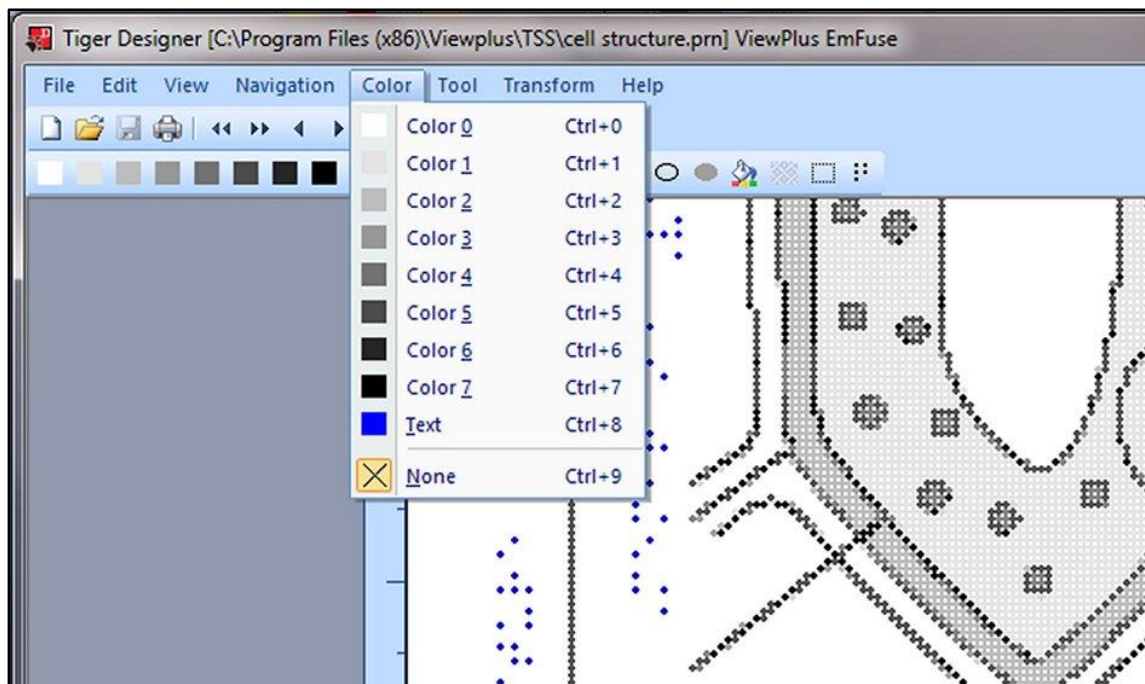 Tiger Designer [C:\Program Files (x86)\Viewplus\TSS\cell structure.prn] ViewPlus EmFuse
File Edit View Navigation Color Tool Transform Help
Color 0 Ctrl+0
Color 1 Ctrl+1
Color 2 Ctrl+2
Color 3 Ctrl+3
Color 4 Ctrl+4
Color 5 Ctrl+5
Color 6 Ctrl+6
Color 7 Ctrl+7
Text Ctrl+8
None Ctrl+9